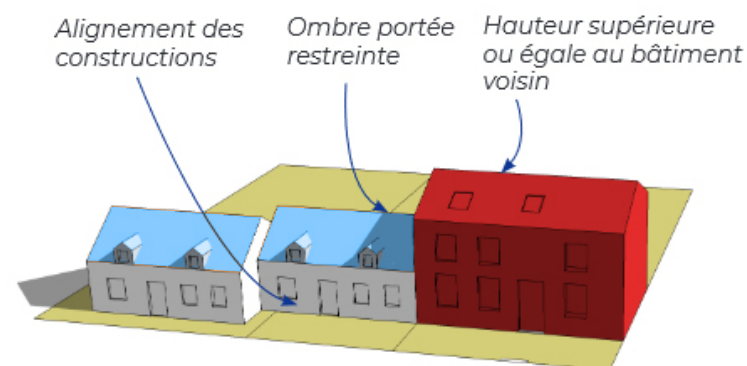 Alignement des
constructions
Ombre portée
restreinte
Hauteur supérieure
ou égale au bâtiment
voisin